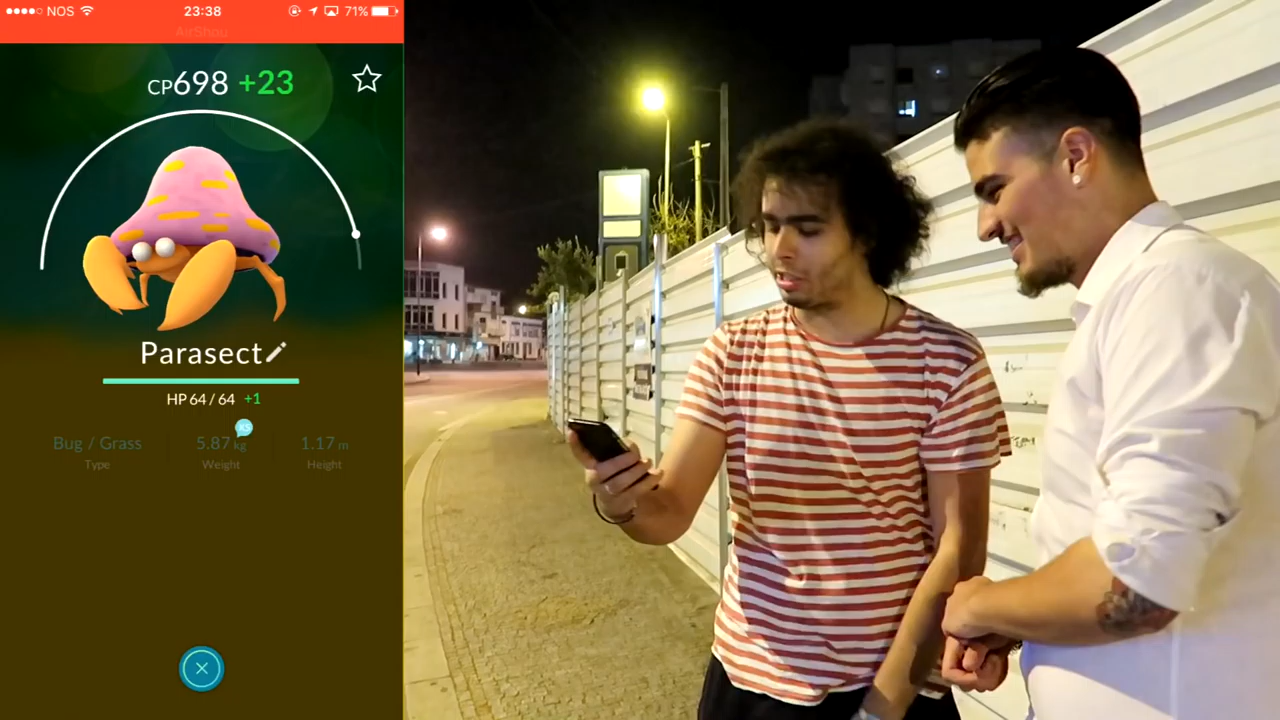 NOS 23:38 71%
AirShou
CP698 +23
Parasect
HP 64 / 64 +1
XS
Bug / Grass 5.87 kg 1.17 m
Type Weight Height